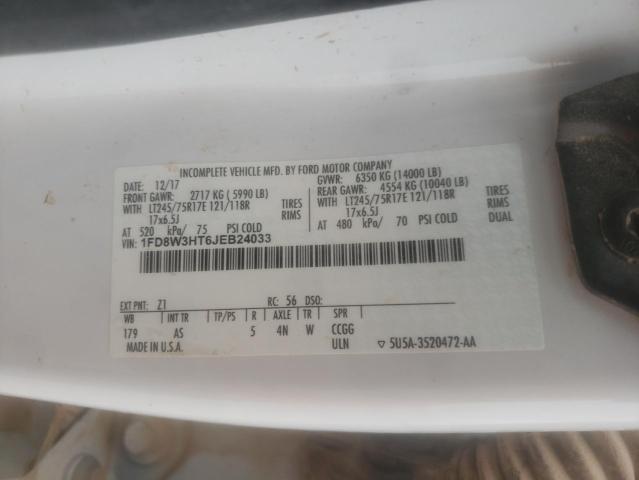 INCOMPLETE VEHICLE MFD. BY FORD MOTOR COMPANY
DATE: 12/17 GVWR: 6350 KG (14000 LB)
FRONT GAWR: 2717 KG ( 5990 LB) REAR GAWR: 4554 KG (10040 LB)
WITH LT245/75R17E 121/118R TIRES WITH LT245/75R17E 121/118R TIRES
17x6.5J RIMS 17x6.5J RIMS
AT 520 kPa/ 75 PSI COLD AT 480 kPa/ 70 PSI COLD DUAL
VIN: 1FD8W3HT6JEB24033
EXT PNT: Z1 RC: 56 DSO:
WB INT TR TP/PS R AXLE TR SPR
179 AS 5 4N W CCGG
MADE IN U.S.A. ULN ▽ 5U5A-3520472-AA